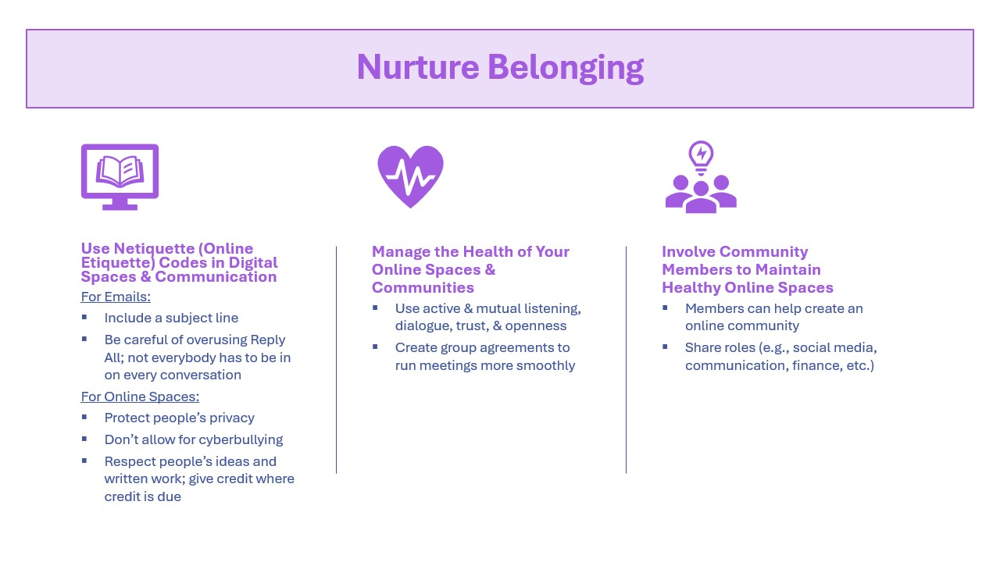 Nurture Belonging
Use Netiquette (Online
Etiquette) Codes in Digital
Spaces & Communication
For Emails:
▪ Include a subject line
▪ Be careful of overusing Reply
All; not everybody has to be in
on every conversation
For Online Spaces:
▪ Protect people’s privacy
▪ Don’t allow for cyberbullying
▪ Respect people’s ideas and
written work; give credit where
credit is due
Manage the Health of Your
Online Spaces &
Communities
▪ Use active & mutual listening,
dialogue, trust, & openness
▪ Create group agreements to
run meetings more smoothly
Involve Community
Members to Maintain
Healthy Online Spaces
▪ Members can help create an
online community
▪ Share roles (e.g., social media,
communication, finance, etc.)